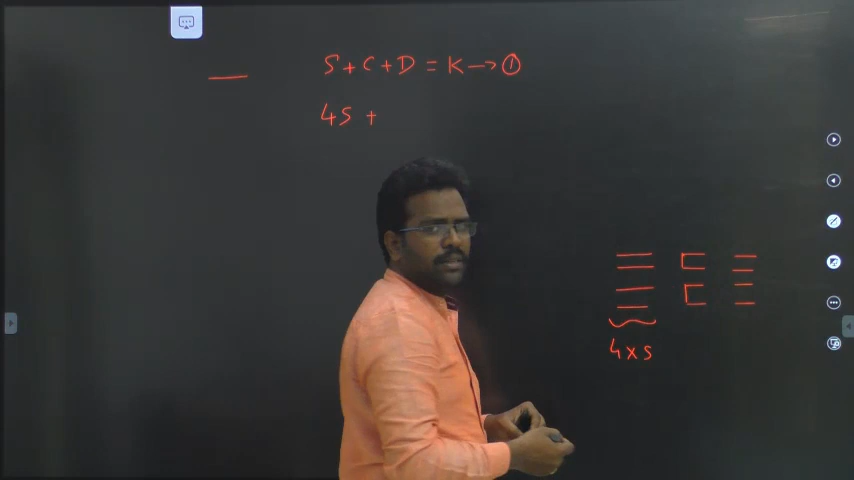 S + C + D = K → ①
4S +
4 x s